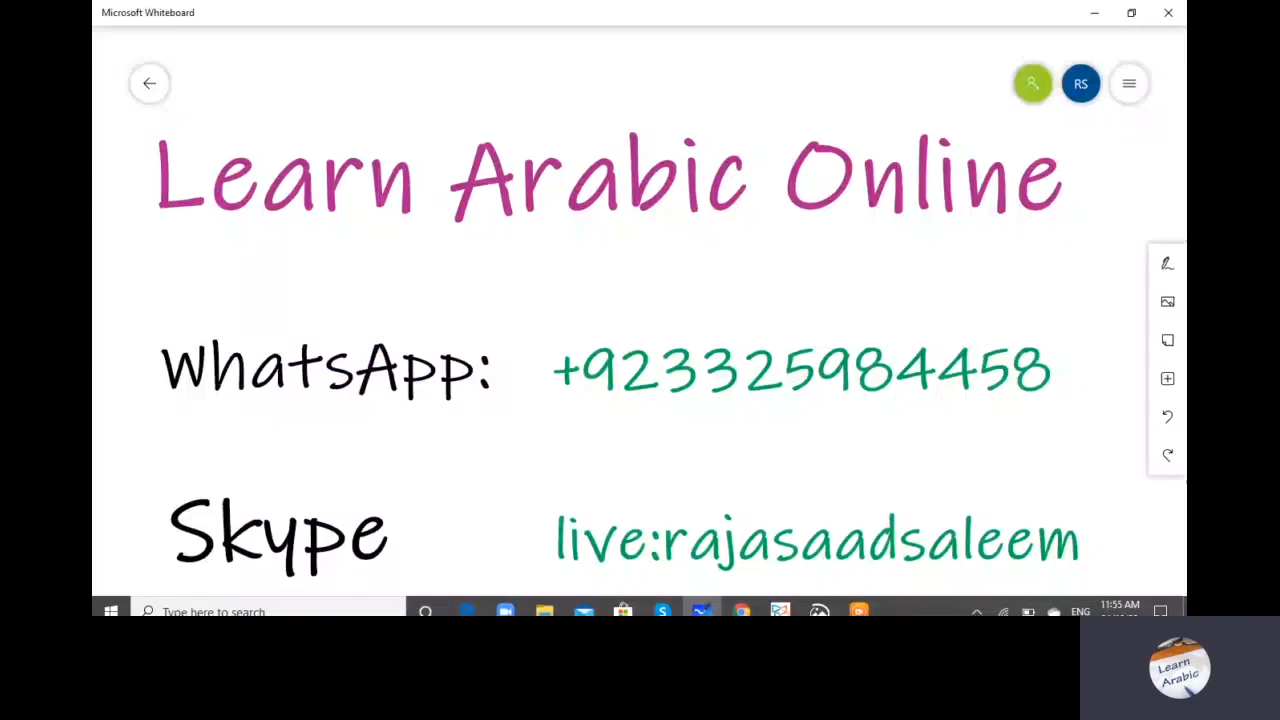 Microsoft Whiteboard
RS
Learn Arabic Online
WhatsApp: +923325984458
Skype live:rajasaadsaleem
Type here to search
ENG
11:55 AM
Learn
Arabic